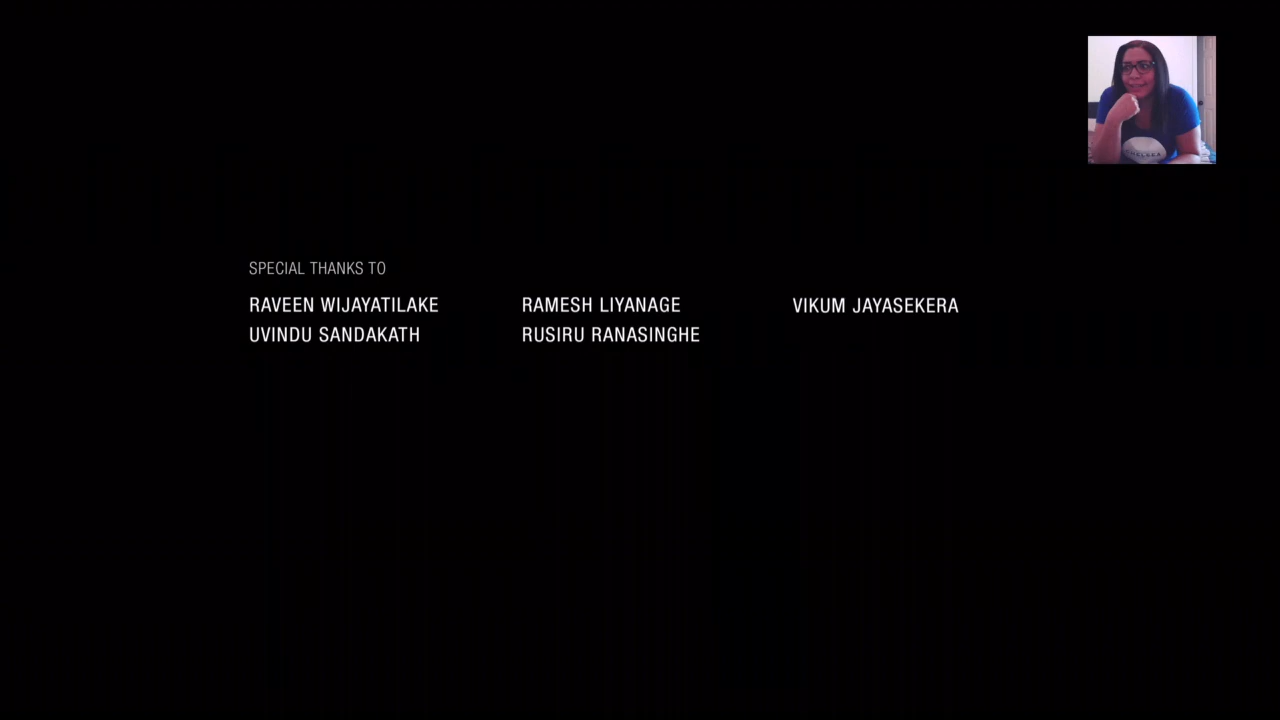 SPECIAL THANKS TO
RAVEEN WIJAYATILAKE RAMESH LIYANAGE VIKUM JAYASEKERA
UVINDU SANDAKATH RUSIRU RANASINGHE